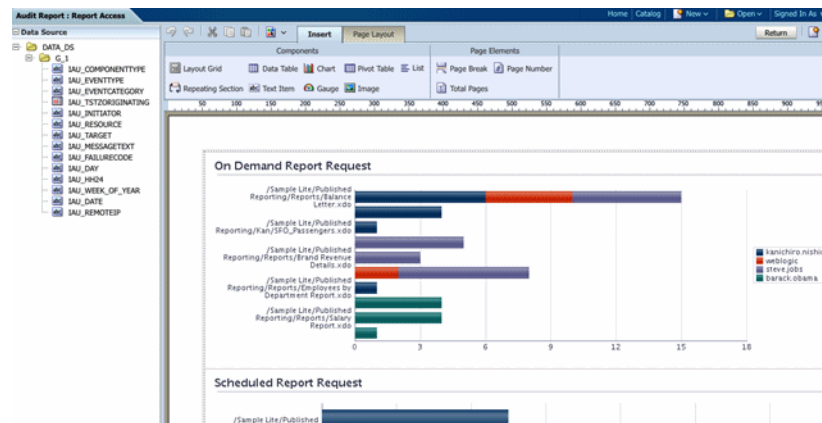 Audit Report : Report Access
Home Catalog New Open Signed In As
Data Source
Insert Page Layout
Return
DATA_DS
G_1
IAU_COMPONENTTYPE
IAU_EVENTTYPE
IAU_EVENTCATEGORY
IAU_TSTZORIGINATING
IAU_INITIATOR
IAU_RESOURCE
IAU_TARGET
IAU_MESSAGETEXT
IAU_FAILURECODE
IAU_DAY
IAU_HH24
IAU_WEEK_OF_YEAR
IAU_DATE
IAU_REMOTEIP
Components
Page Elements
Layout Grid Data Table Chart Pivot Table List Page Break Page Number
Repeating Section Text Item Gauge Image Total Pages
50 100 150 200 250 300 350 400 450 500 550 600 650 700 750 800 850 900
On Demand Report Request
/Sample Lite/Published
Reporting/Reports/Balance
Letter.xdo
/Sample Lite/Published
Reporting/Kan/SFO_Passengers.xdo
/Sample Lite/Published
Reporting/Reports/Brand Revenue
Details.xdo
/Sample Lite/Published
Reporting/Reports/Employees by
Department Report.xdo
/Sample Lite/Published
Reporting/Reports/Salary
Report.xdo
0 3 6 9 12 15 18
kanichiro.nishi
weblogic
steve.jobs
barack.obama
Scheduled Report Request
/Sample Lite/Published